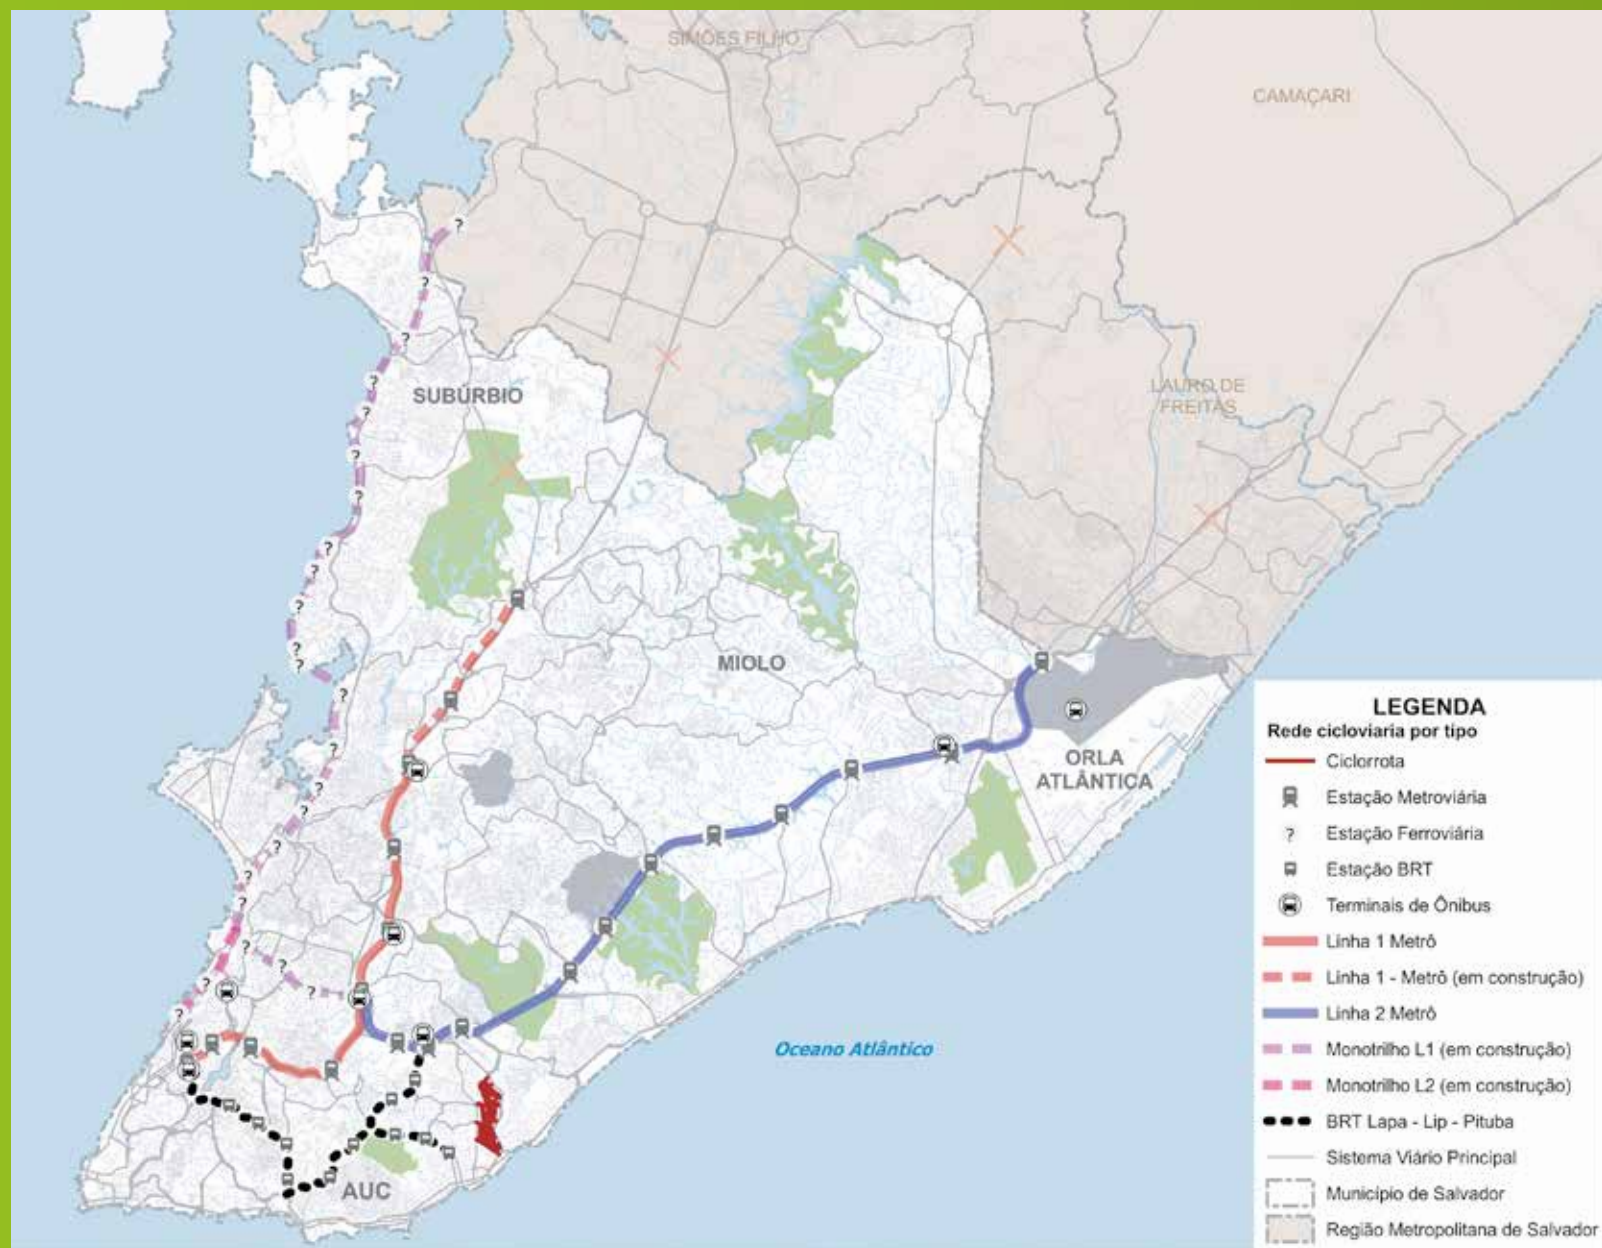 SIMÕES FILHO
CAMAÇARI
SUBÚRBIO
LAURO DE
FREITAS
MIOLO
ORLA
ATLÂNTICA
Oceano Atlântico
AUC
LEGENDA
Rede cicloviaria por tipo
Ciclorrota
Estação Metroviária
? Estação Ferroviária
Estação BRT
Terminais de Ônibus
Linha 1 Metrô
Linha 1 - Metrô (em construção)
Linha 2 Metrô
Monotrilho L1 (em construção)
Monotrilho L2 (em construção)
BRT Lapa - Lip - Pituba
Sistema Viário Principal
Município de Salvador
Região Metropolitana de Salvador